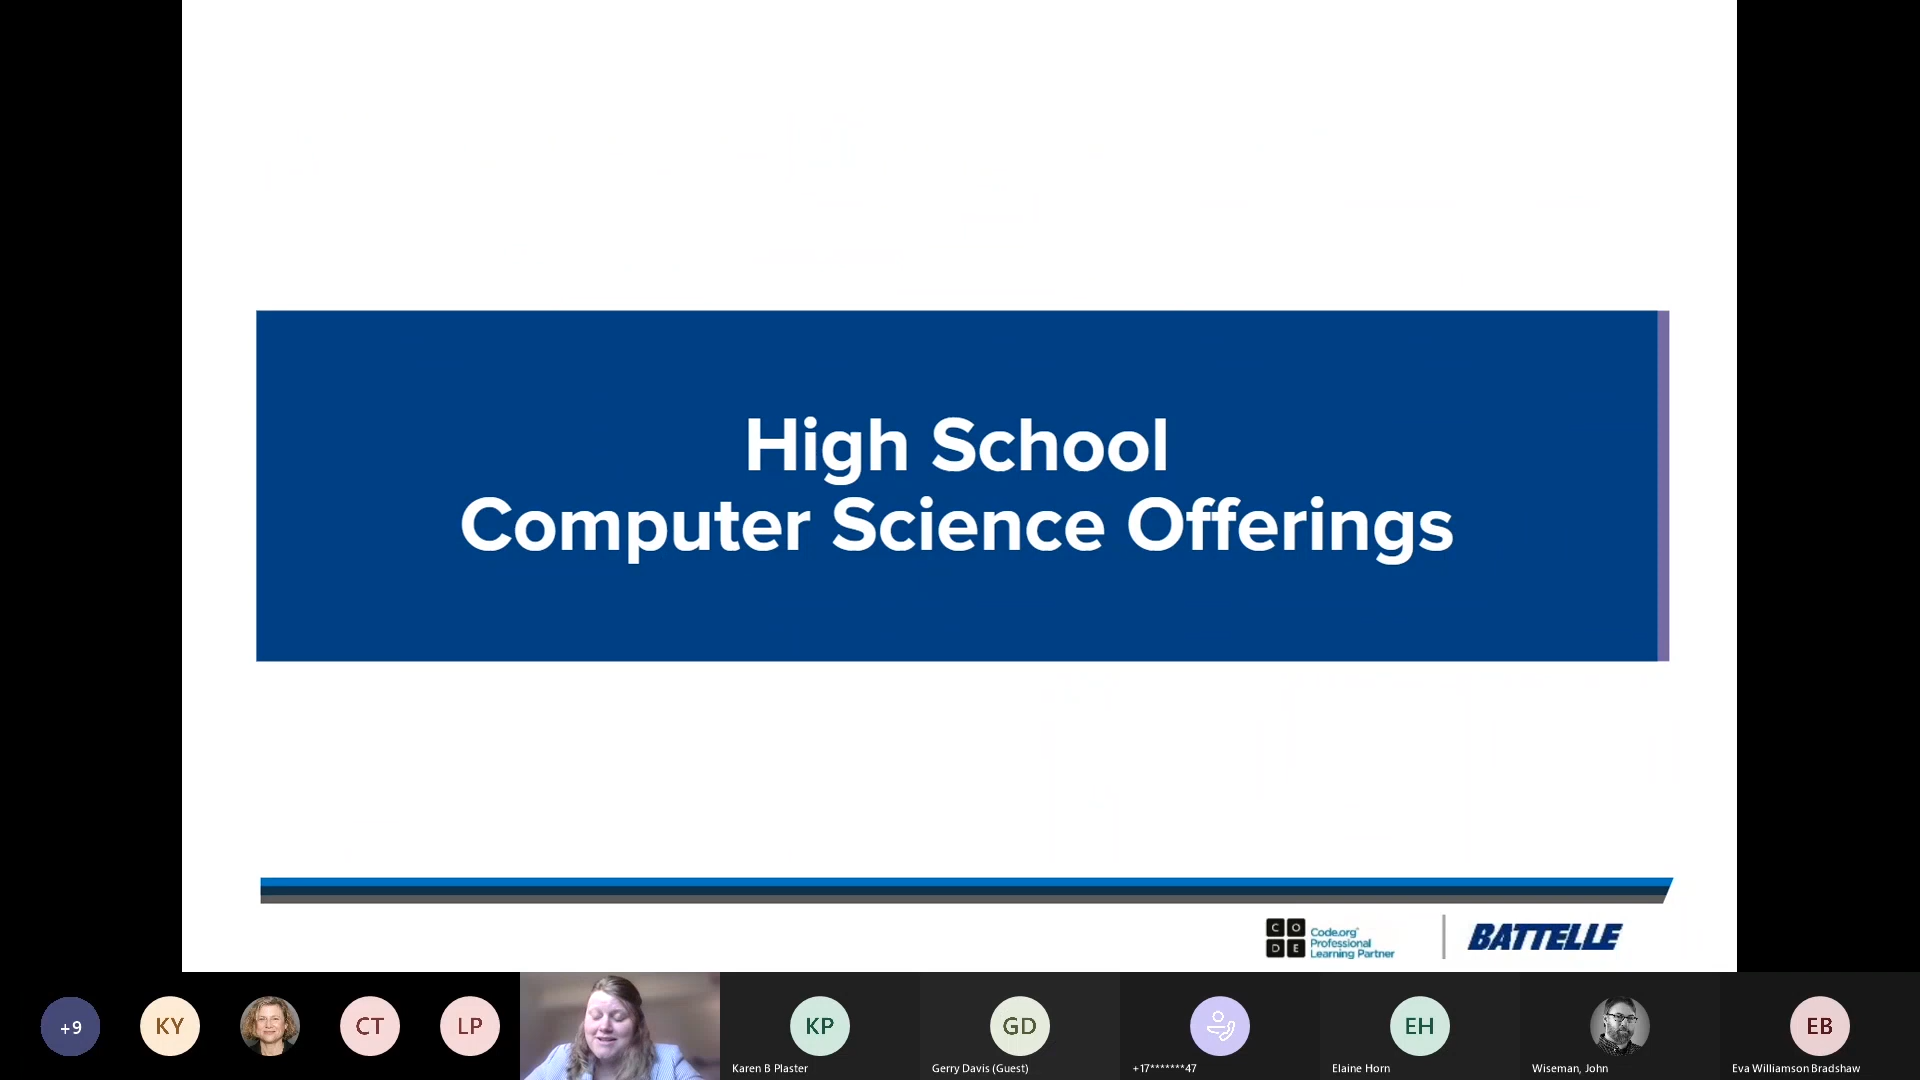 High School
Computer Science Offerings
C O
D E
Code.org®
Professional
Learning Partner
BATTELLE
+9
KY
CT
LP
KP
GD
EH
EB
Karen B Plaster
Gerry Davis (Guest)
+17*******47
Elaine Horn
Wiseman, John
Eva Williamson Bradshaw